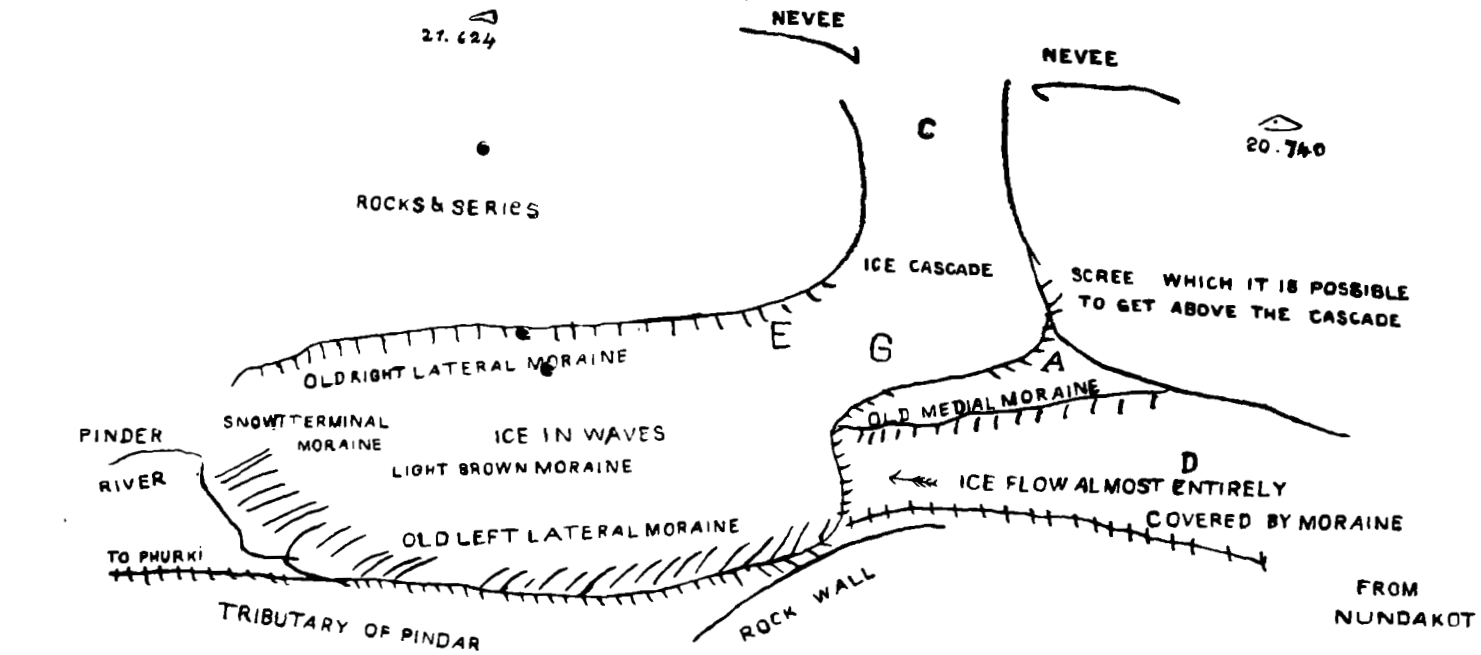 NEVEE
21.624
NEVEE
C
20.740
ROCKS & SERIES
ICE CASCADE
SCREE WHICH IT IS POSSIBLE
TO GET ABOVE THE CASCADE
E
G
A
OLD RIGHT LATERAL MORAINE
OLD MEDIAL MORAINE
SNOWT TERMINAL
MORAINE
PINDER
RIVER
ICE IN WAVES
LIGHT BROWN MORAINE
D
ICE FLOW ALMOST ENTIRELY
COVERED BY MORAINE
OLD LEFT LATERAL MORAINE
TO PHURKI
ROCK WALL
TRIBUTARY OF PINDAR
FROM
NUNDAKOT